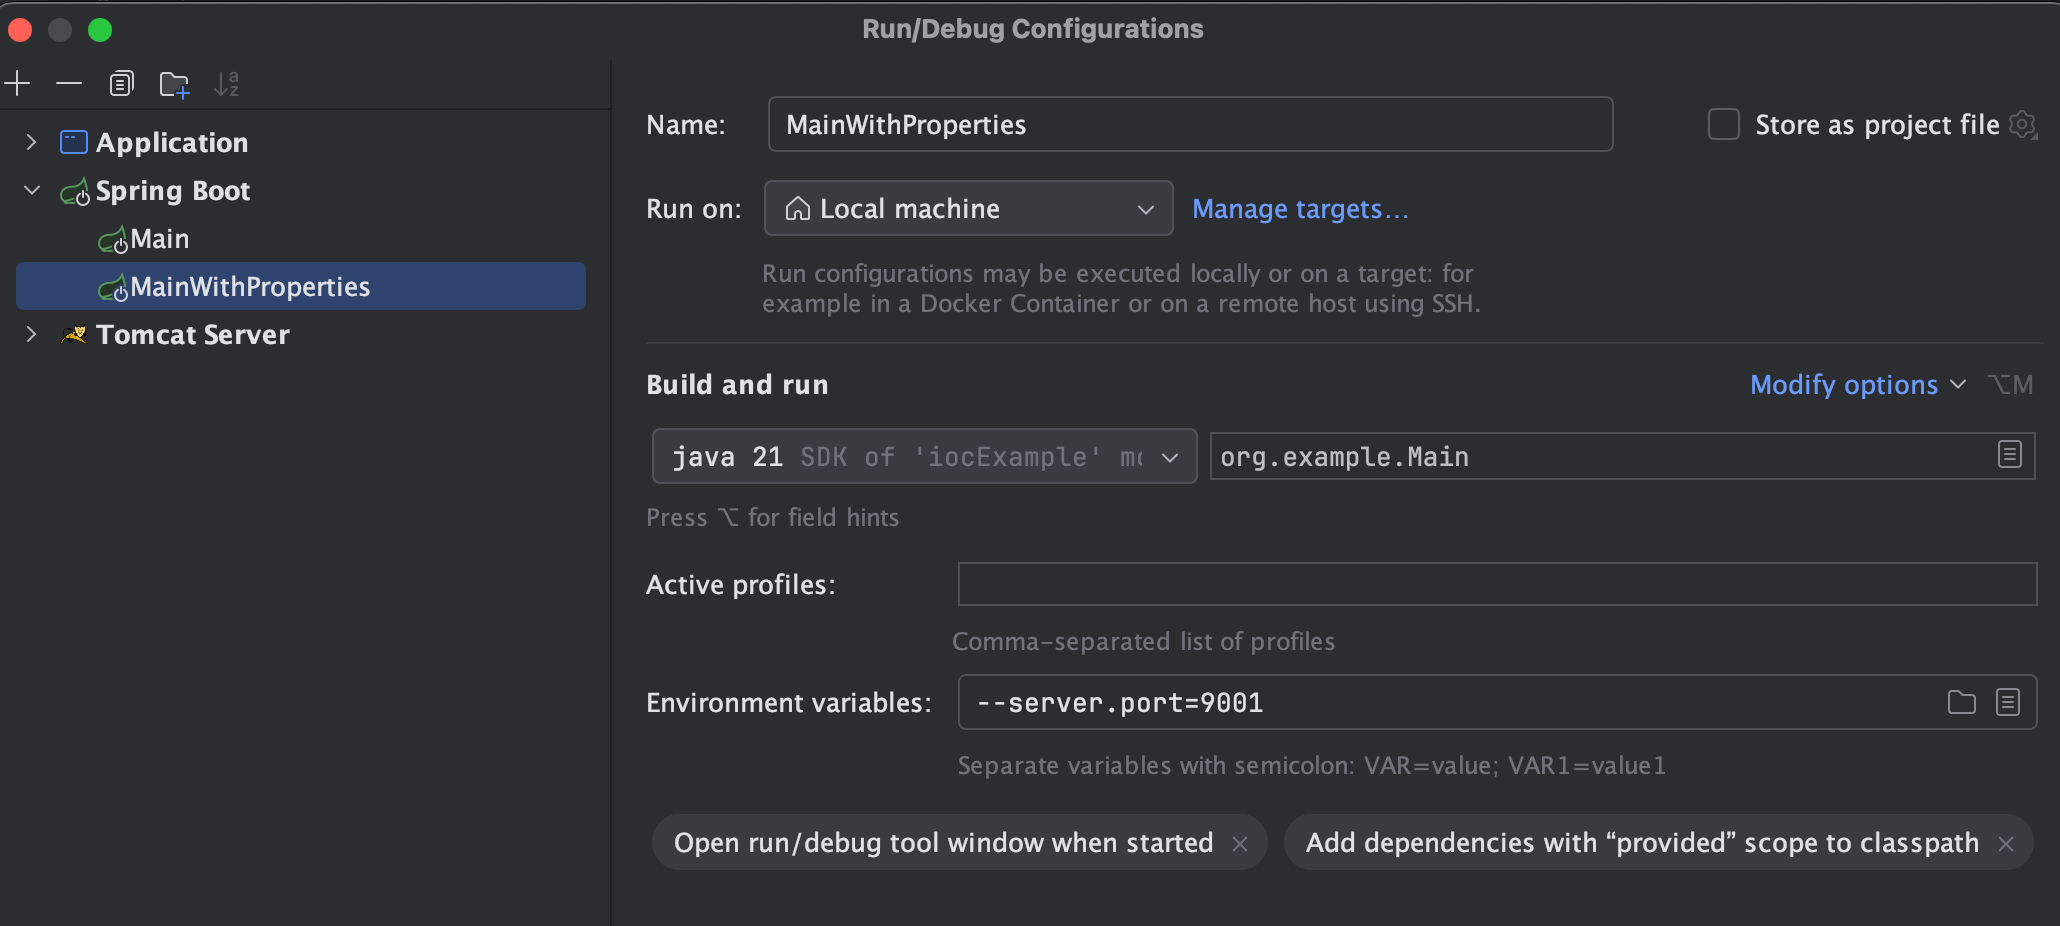 Run/Debug Configurations
Application
Spring Boot
Main
MainWithProperties
Tomcat Server
Name: MainWithProperties Store as project file
Run on: Local machine Manage targets...
Run configurations may be executed locally or on a target: for
example in a Docker Container or on a remote host using SSH.
Build and run Modify options ⌥M
java 21 SDK of 'iocExample' mo org.example.Main
Press ⌥ for field hints
Active profiles:
Comma-separated list of profiles
Environment variables: --server.port=9001
Separate variables with semicolon: VAR=value; VAR1=value1
Open run/debug tool window when started × Add dependencies with “provided” scope to classpath ×